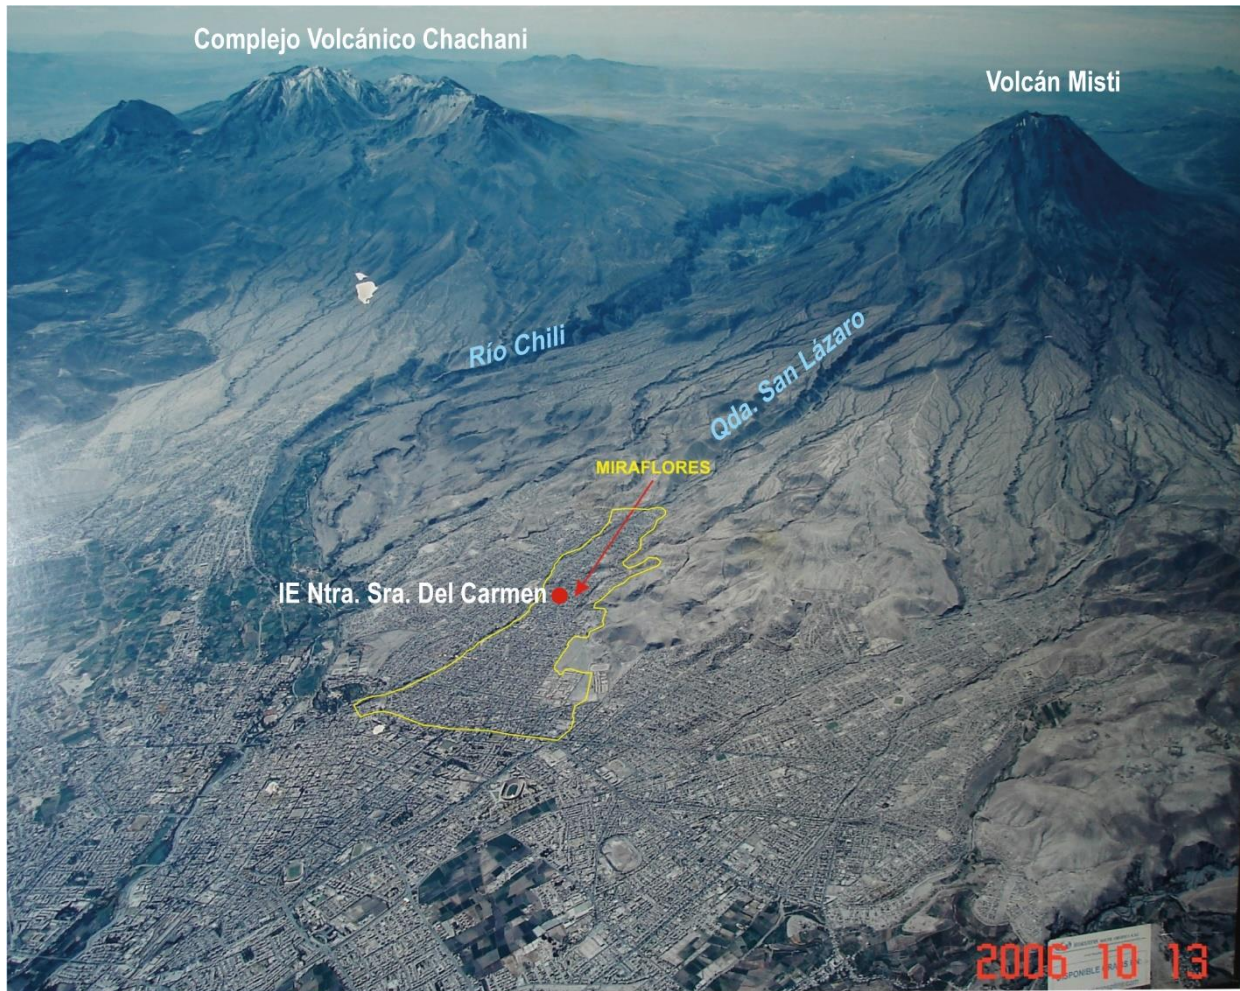 Complejo Volcánico Chachani
Volcán Misti
Río Chili
Qda. San Lázaro
MIRAFLORES
IE Ntra. Sra. Del Carmen
2006 10 13